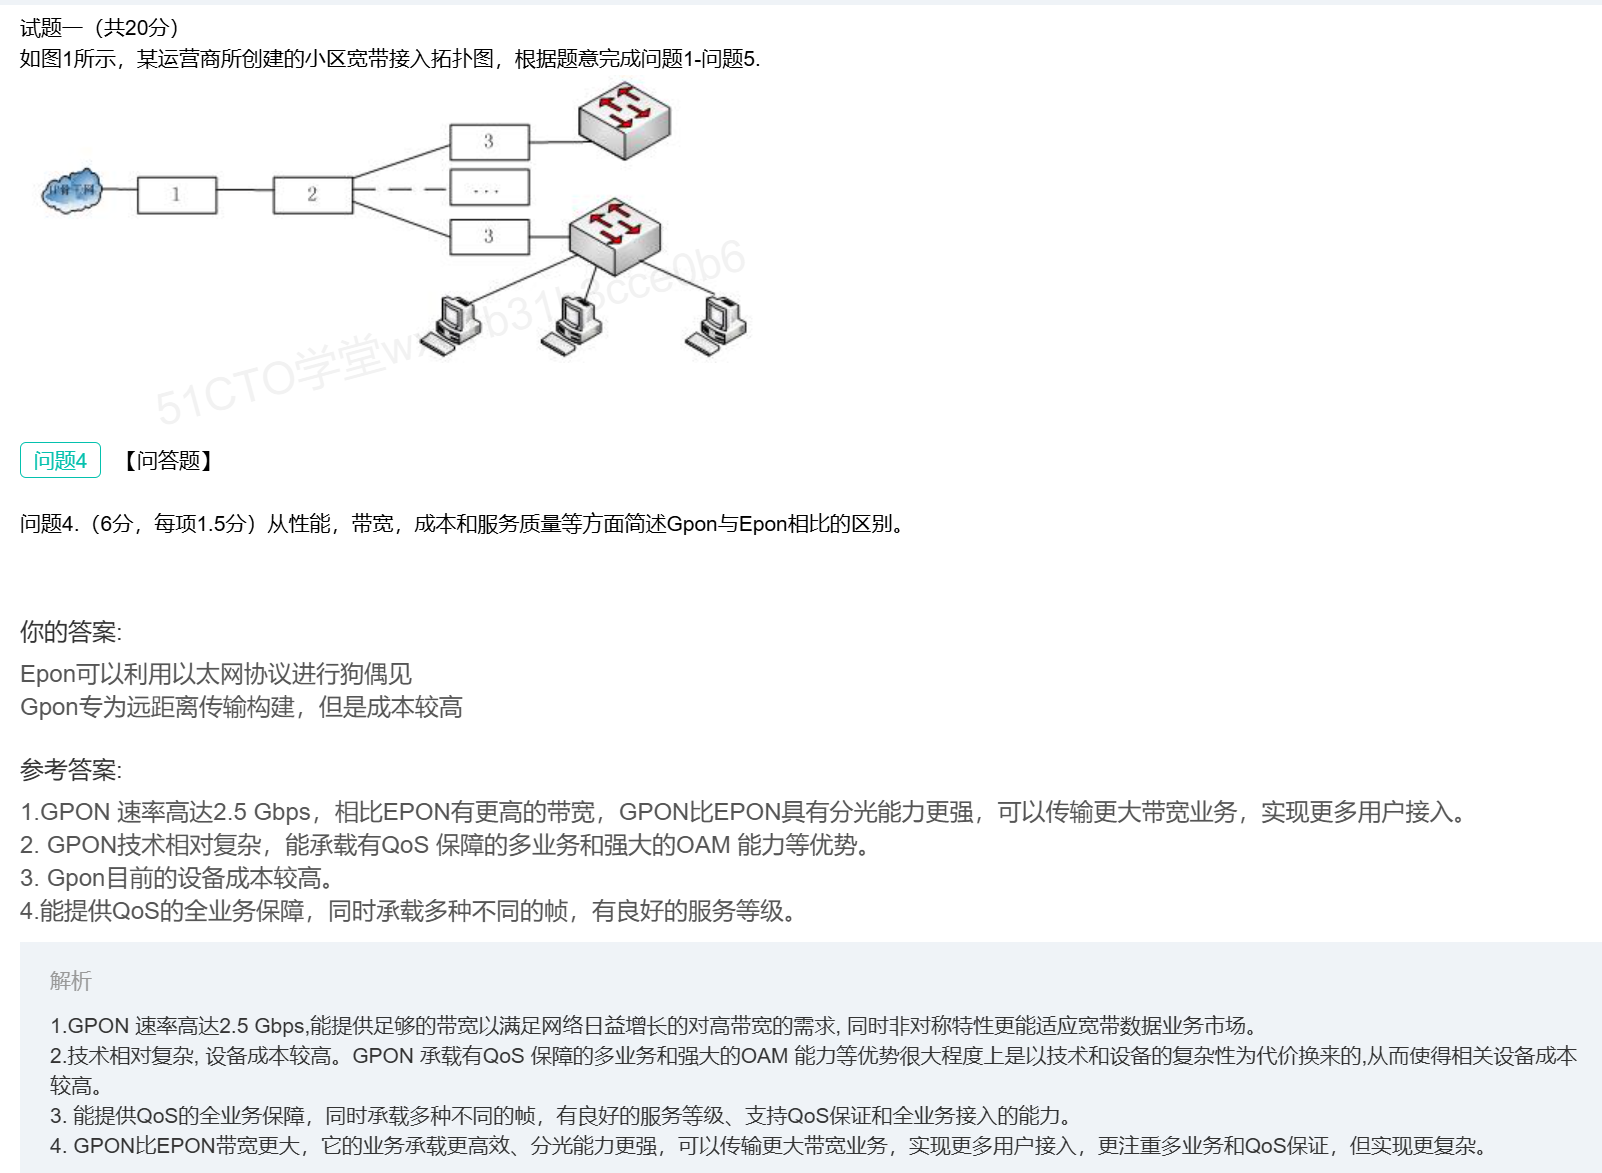 试题一（共20分）
如图1所示，某运营商所创建的小区宽带接入拓扑图，根据题意完成问题1-问题5.
3
1
2
...
3
问题4 【问答题】
问题4.（6分，每项1.5分）从性能，带宽，成本和服务质量等方面简述Gpon与Epon相比的区别。
你的答案:
Epon可以利用以太网协议进行狗偶见
Gpon专为远距离传输构建，但是成本较高
参考答案:
1.GPON 速率高达2.5 Gbps，相比EPON有更高的带宽，GPON比EPON具有分光能力更强，可以传输更大带宽业务，实现更多用户接入。
2. GPON技术相对复杂，能承载有QoS 保障的多业务和强大的OAM 能力等优势。
3. Gpon目前的设备成本较高。
4.能提供QoS的全业务保障，同时承载多种不同的帧，有良好的服务等级。
解析
1.GPON 速率高达2.5 Gbps,能提供足够的带宽以满足网络日益增长的对高带宽的需求, 同时非对称特性更能适应宽带数据业务市场。
2.技术相对复杂, 设备成本较高。GPON 承载有QoS 保障的多业务和强大的OAM 能力等优势很大程度上是以技术和设备的复杂性为代价换来的,从而使得相关设备成本
较高。
3. 能提供QoS的全业务保障，同时承载多种不同的帧，有良好的服务等级、支持QoS保证和全业务接入的能力。
4. GPON比EPON带宽更大，它的业务承载更高效、分光能力更强，可以传输更大带宽业务，实现更多用户接入，更注重多业务和QoS保证，但实现更复杂。
51CTO学堂